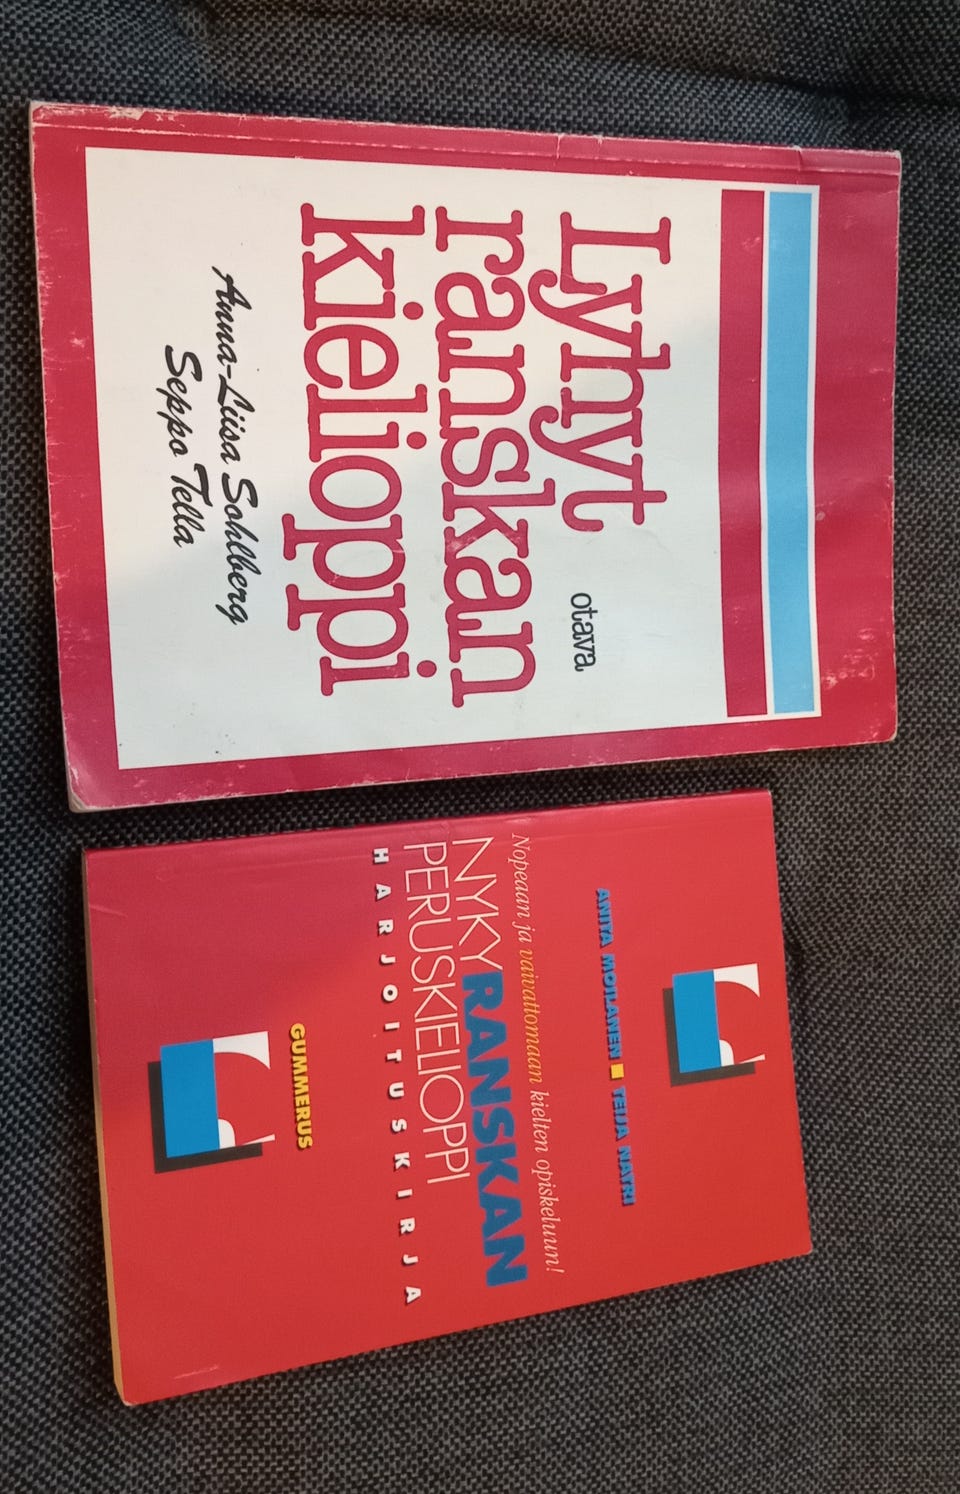 Lyhyt
ranskan
kielioppi
otava
Anna-Liisa Sohlberg
Seppo Tella
ANITA MOILANEN TEIJA NATRI
Nopeaan ja vaivattomaan kielten opiskeluun!
NYKYRANSKAN
PERUSKIELIOPPI
HARJOITUSKIRJA
GUMMERUS